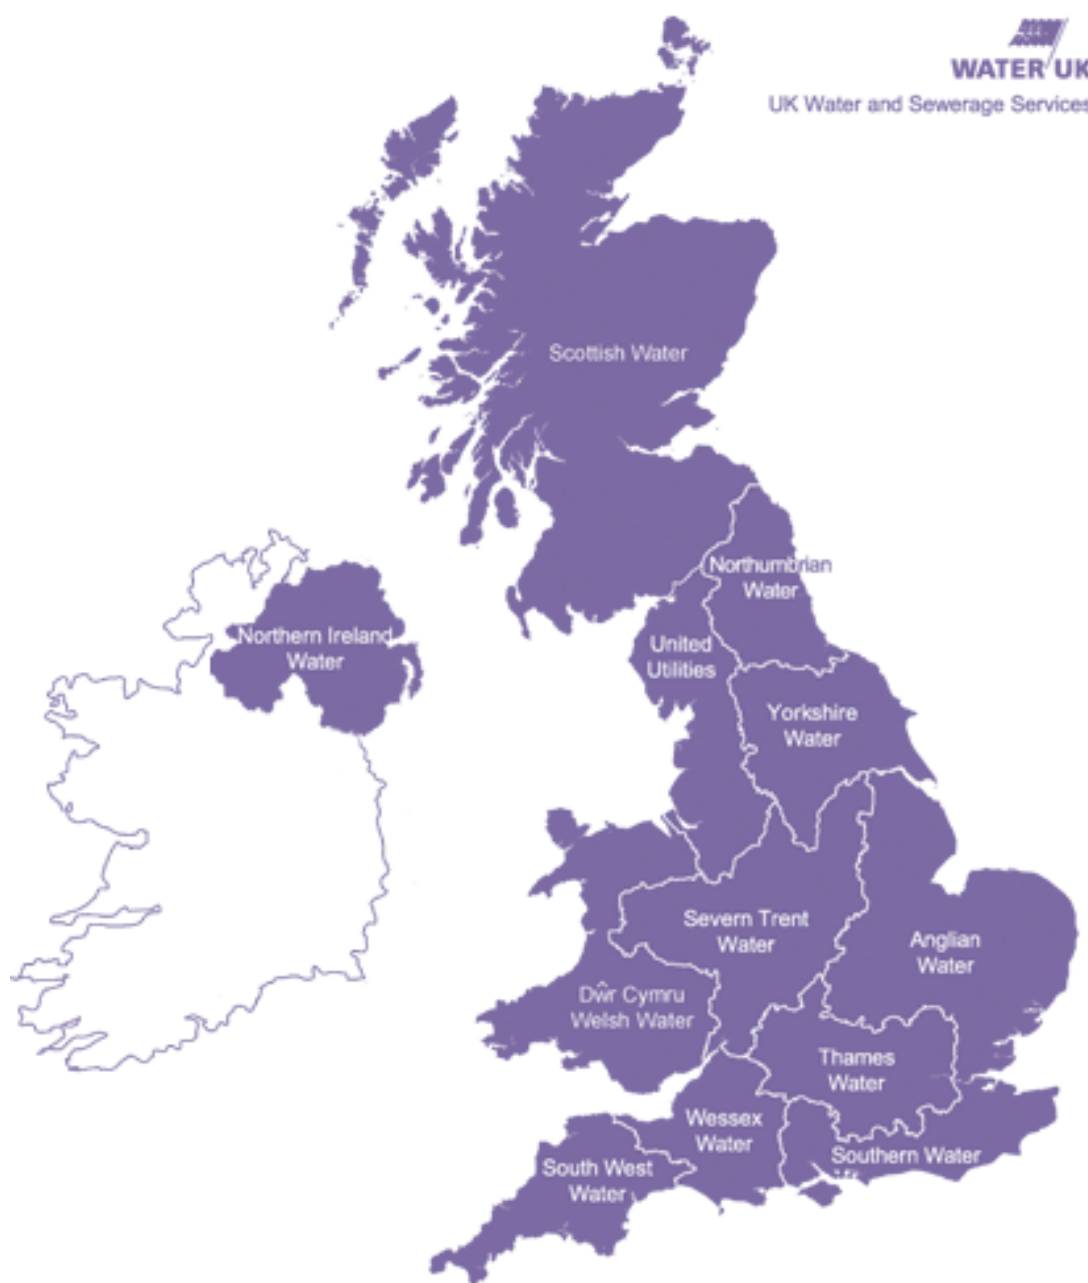 WATER UK
UK Water and Sewerage Services
Scottish Water
Northumbrian
Water
Northern Ireland
Water
United
Utilities
Yorkshire
Water
Severn Trent
Water
Anglian
Water
Dŵr Cymru
Welsh Water
Thames
Water
Wessex
Water
Southern Water
South West
Water